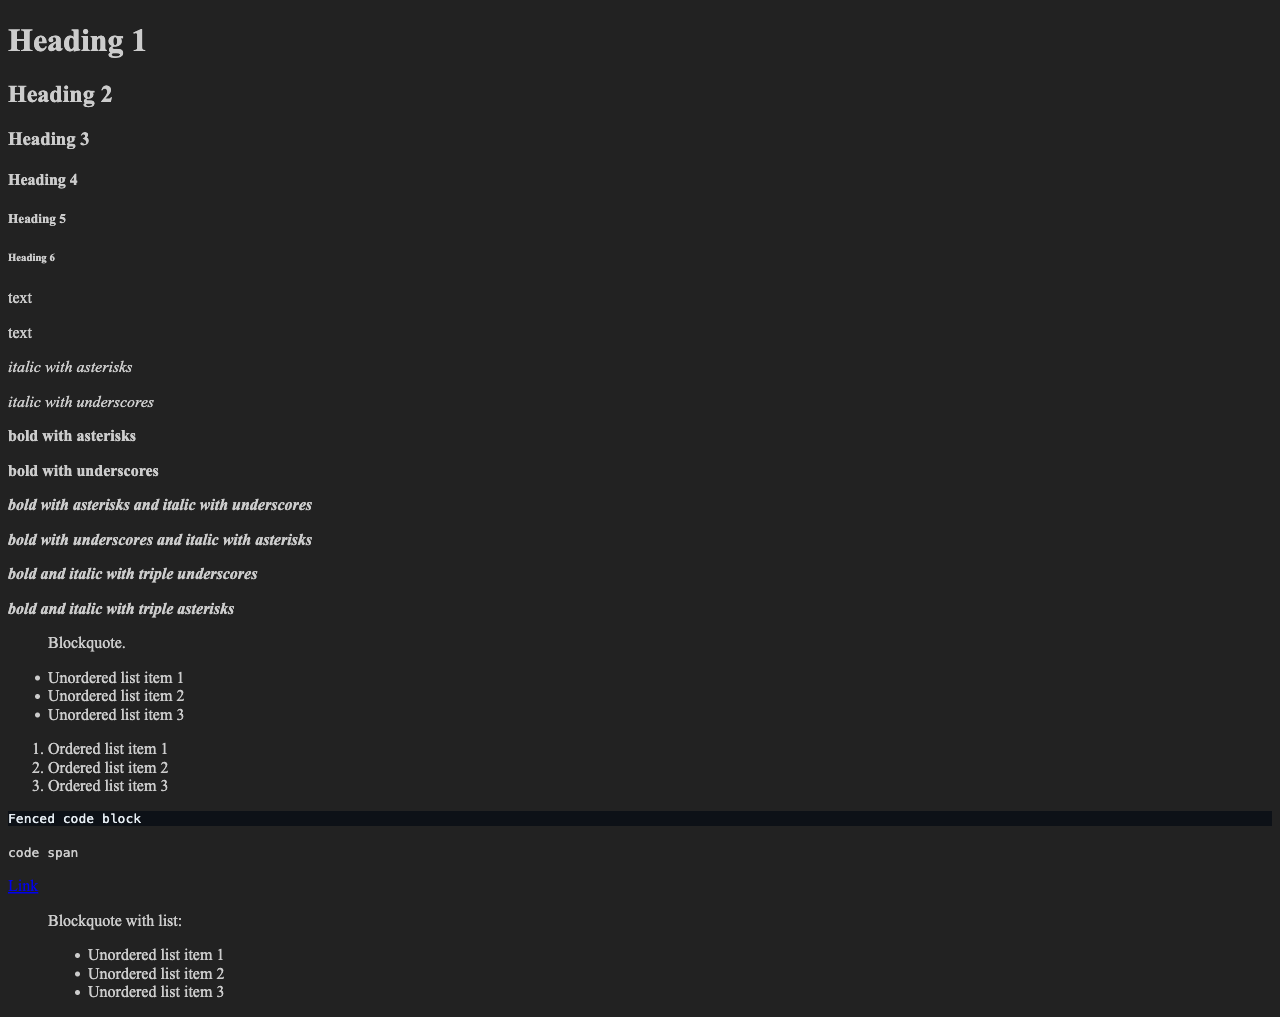 Heading 1
Heading 2
Heading 3
Heading 4
Heading 5
Heading 6
text
text
italic with asterisks
italic with underscores
bold with asterisks
bold with underscores
bold with asterisks and italic with underscores
bold with underscores and italic with asterisks
bold and italic with triple underscores
bold and italic with triple asterisks
Blockquote.
• Unordered list item 1
• Unordered list item 2
• Unordered list item 3
1. Ordered list item 1
2. Ordered list item 2
3. Ordered list item 3
Fenced code block
code span
Link
Blockquote with list:
• Unordered list item 1
• Unordered list item 2
• Unordered list item 3